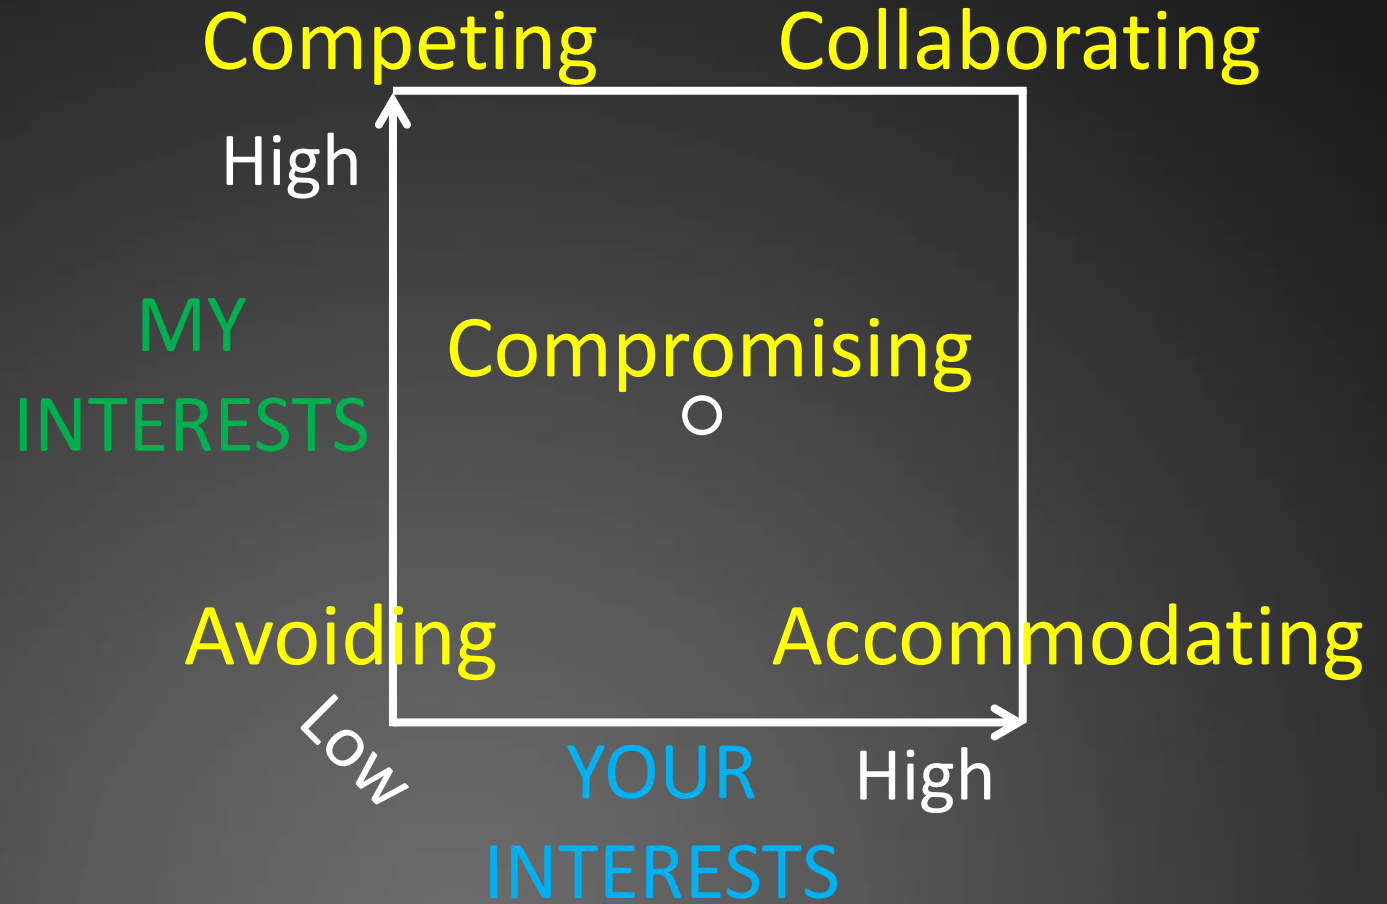 Competing
Collaborating
High
MY
INTERESTS
Compromising
Avoiding
Accommodating
Low
YOUR
INTERESTS
High